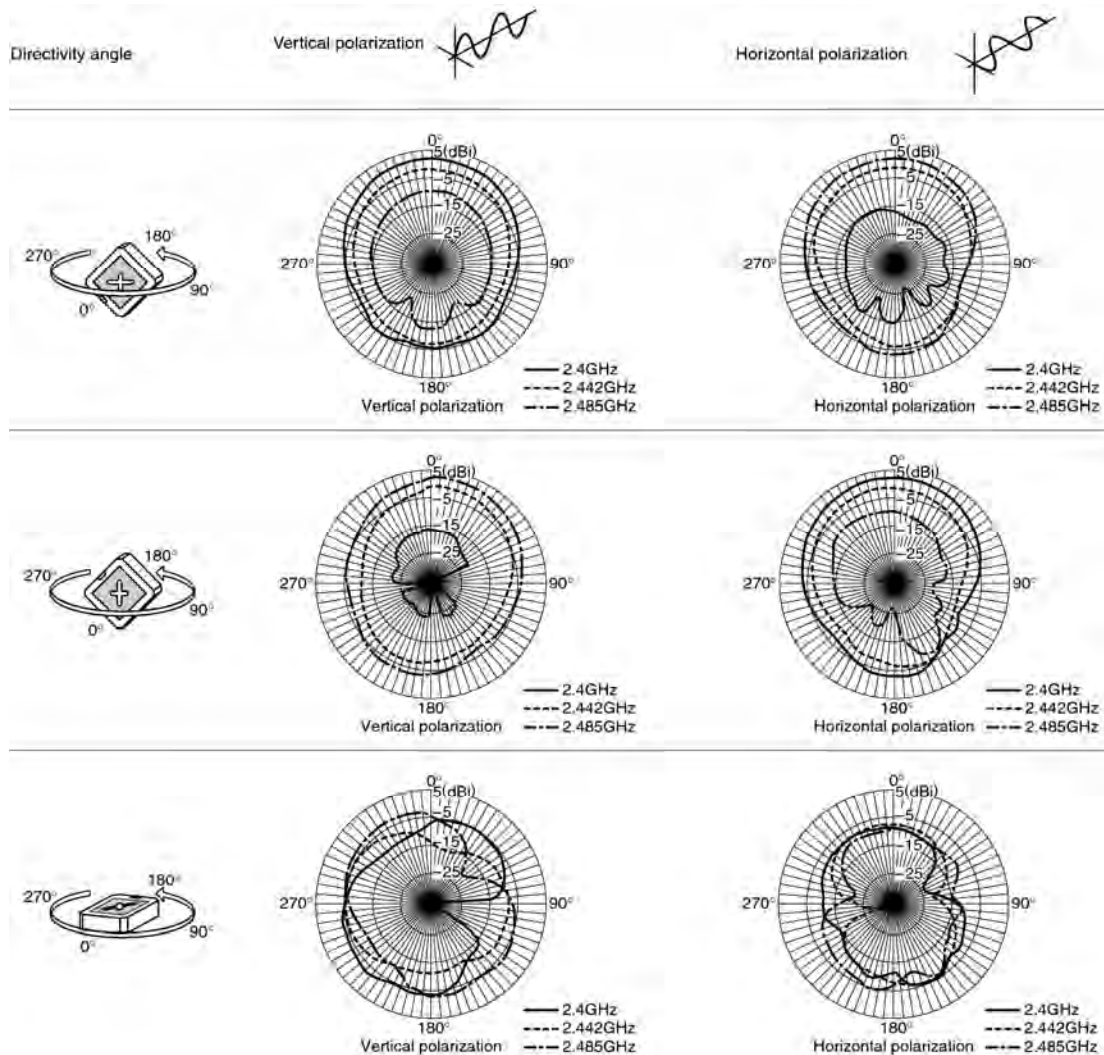 Directivity angle
Vertical polarization
Horizontal polarization
270° 180° 0° 90°
0°
5(dBi)
-5
-15
-25
270° 90°
180°
2.4GHz
2.442GHz
2.485GHz
Vertical polarization
0°
5(dBi)
-5
-15
-25
270° 90°
180°
2.4GHz
2.442GHz
2.485GHz
Horizontal polarization
270° 180° 0° 90°
0°
5(dBi)
-5
-15
-25
270° 90°
180°
2.4GHz
2.442GHz
2.485GHz
Vertical polarization
0°
5(dBi)
-5
-15
-25
270° 90°
180°
2.4GHz
2.442GHz
2.485GHz
Horizontal polarization
270° 180° 0° 90°
0°
5(dBi)
-5
-15
-25
270° 90°
180°
2.4GHz
2.442GHz
2.485GHz
Vertical polarization
0°
5(dBi)
-5
-15
-25
270° 90°
180°
2.4GHz
2.442GHz
2.485GHz
Horizontal polarization